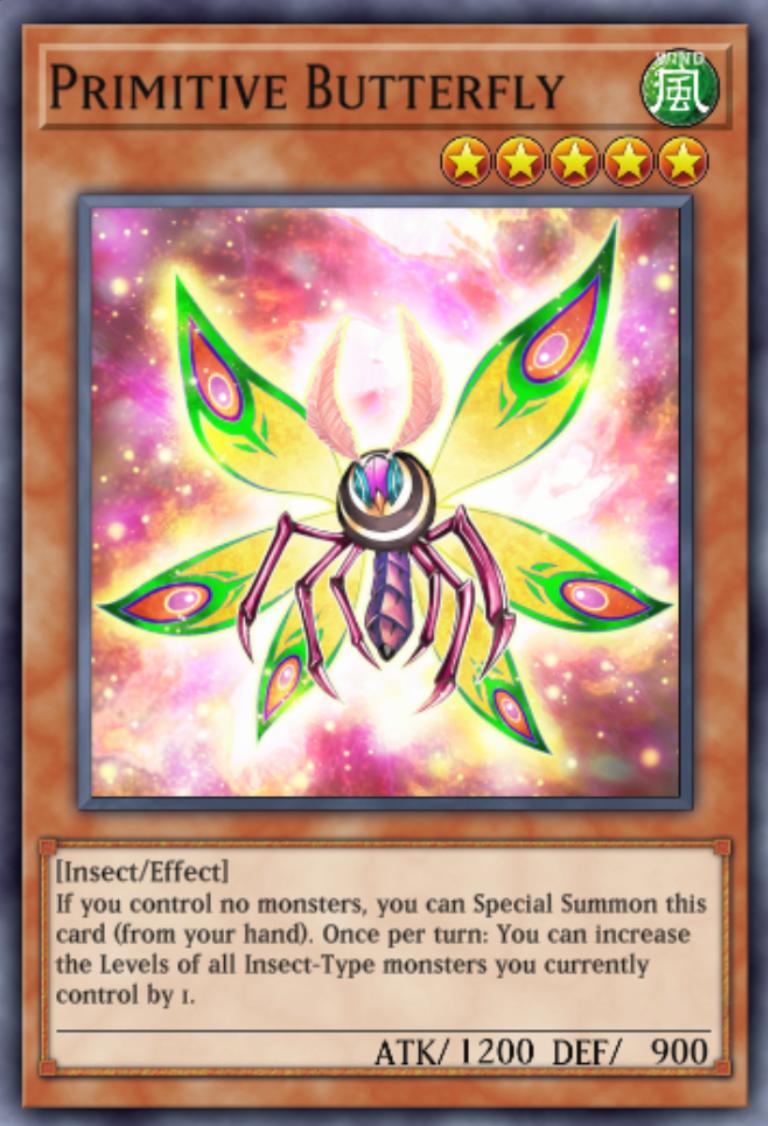 Primitive Butterfly
WIND
風
[Insect/Effect]
If you control no monsters, you can Special Summon this
card (from your hand). Once per turn: You can increase
the Levels of all Insect-Type monsters you currently
control by 1.
ATK/ 1200 DEF/ 900